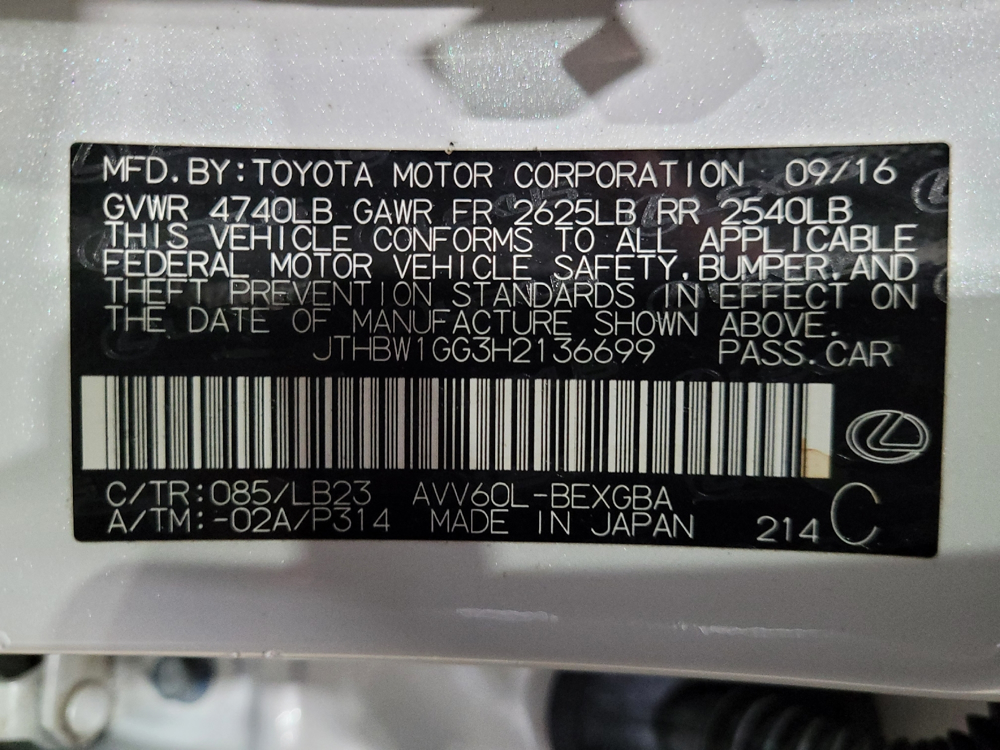 MFD.BY:TOYOTA MOTOR CORPORATION 09/16
GVWR 4740LB GAWR FR 2625LB RR 2540LB
THIS VEHICLE CONFORMS TO ALL APPLICABLE
FEDERAL MOTOR VEHICLE SAFETY,BUMPER,AND
THEFT PREVENTION STANDARDS IN EFFECT ON
THE DATE OF MANUFACTURE SHOWN ABOVE.
JTHBW1GG3H2136699 PASS.CAR
C/TR:085/LB23 AVV60L-BEXGBA
A/TM:-02A/P314 MADE IN JAPAN 214 C